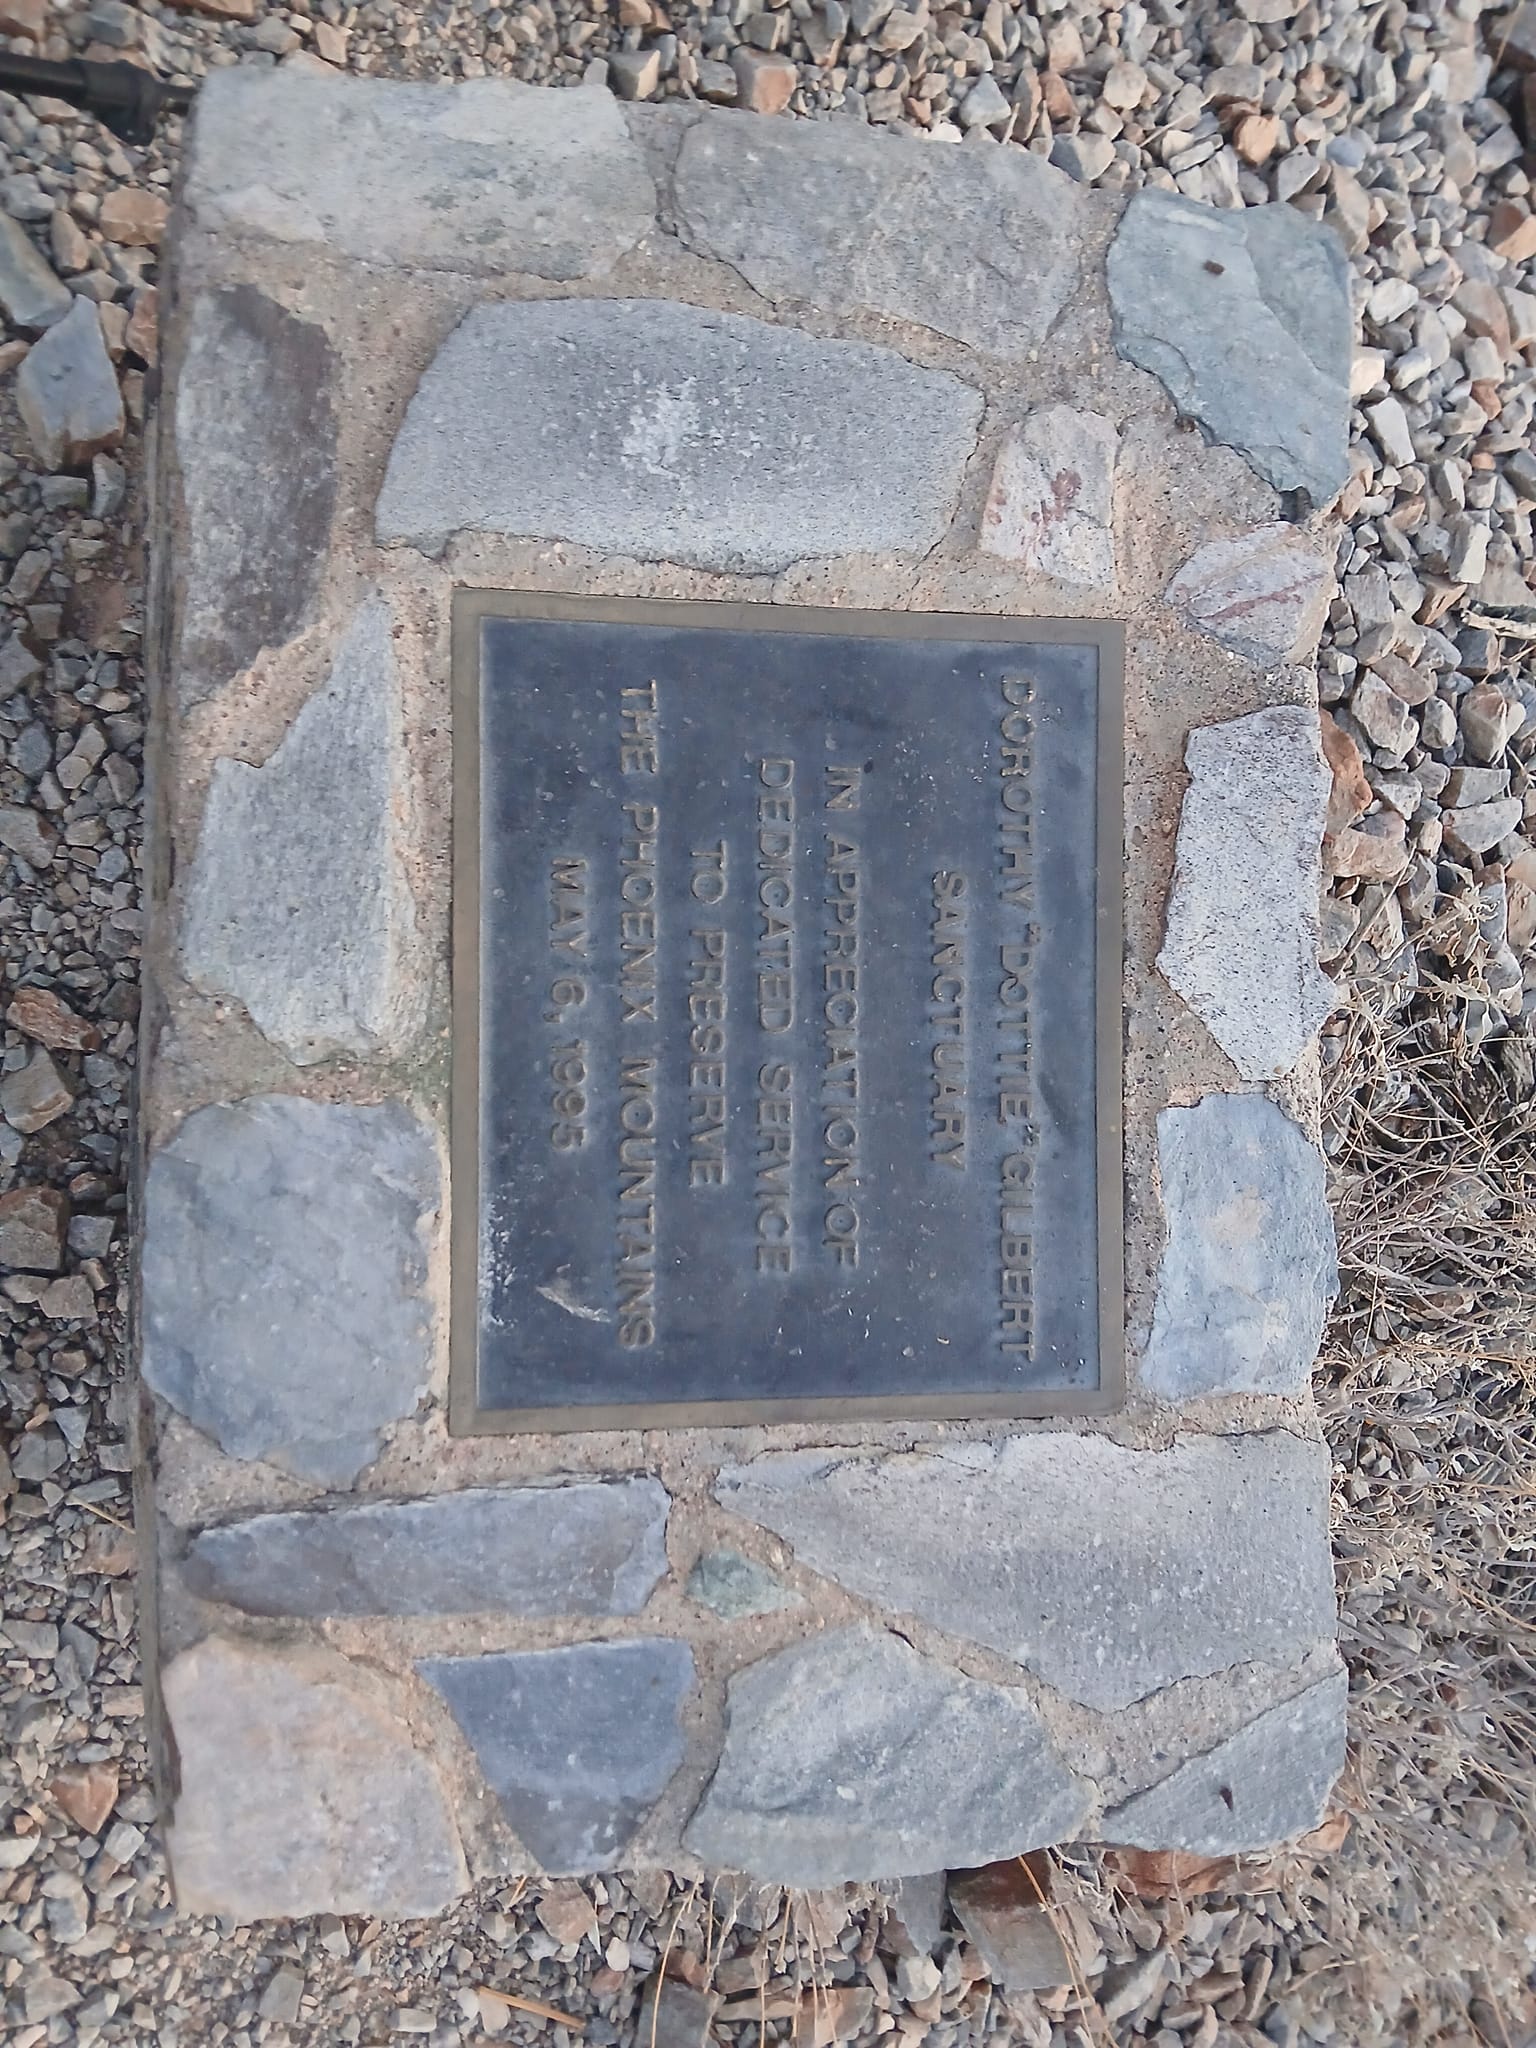 DOROTHY "DOTTIE" GILBERT
SANCTUARY
IN APPRECIATION OF
DEDICATED SERVICE
TO PRESERVE
THE PHOENIX MOUNTAINS
MAY 6, 1995